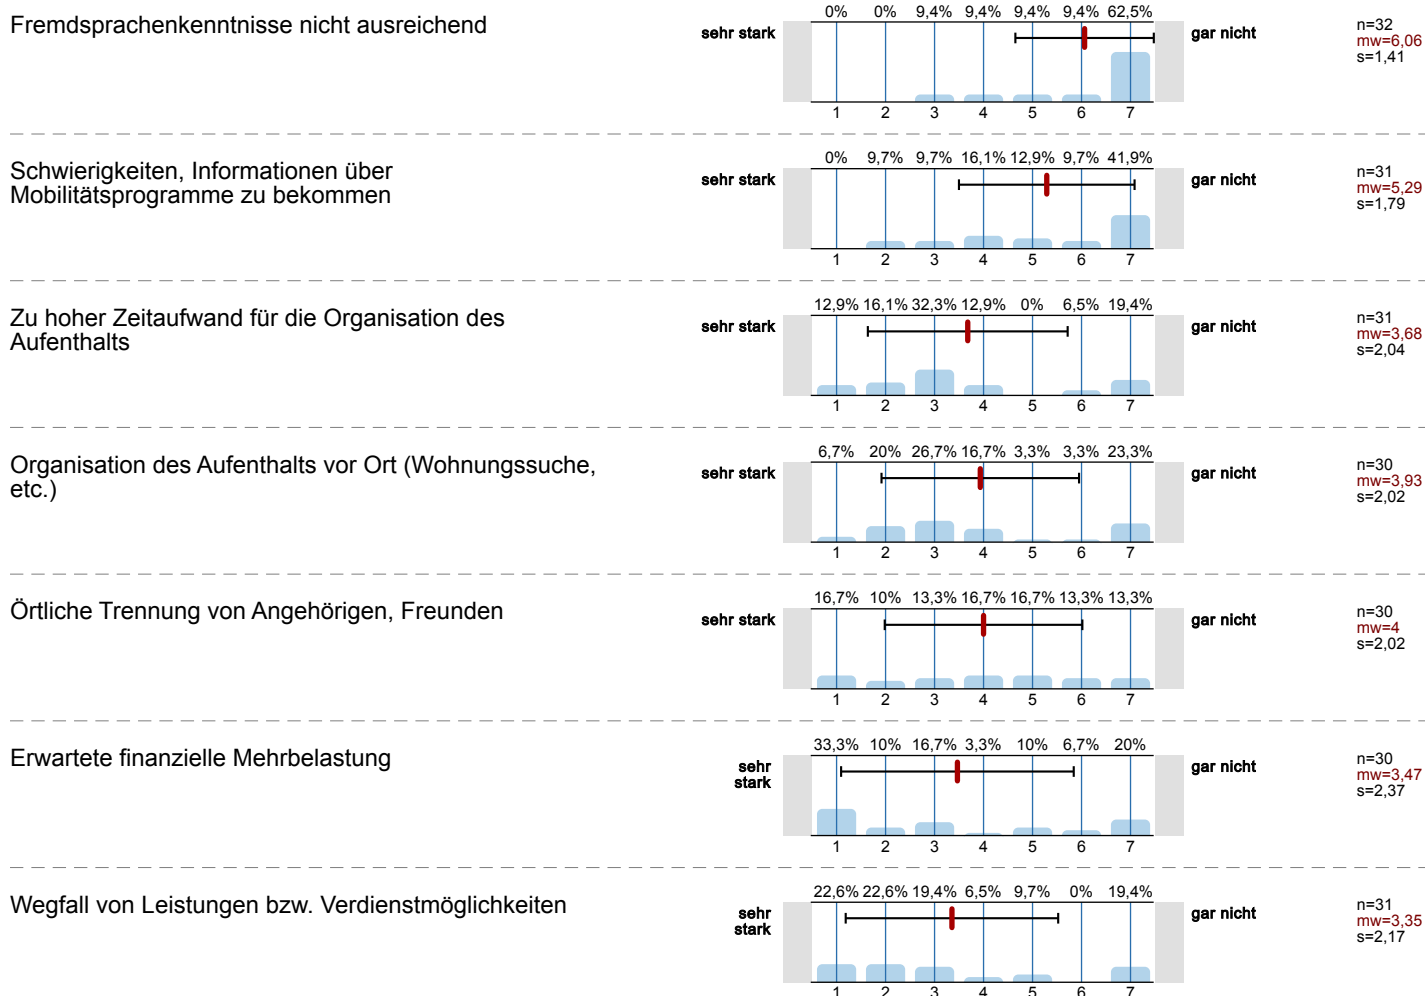 Fremdsprachenkenntnisse nicht ausreichend
0% 0% 9,4% 9,4% 9,4% 9,4% 62,5%
sehr stark
gar nicht
n=32
mw=6,06
s=1,41
1 2 3 4 5 6 7
Schwierigkeiten, Informationen über
Mobilitätsprogramme zu bekommen
0% 9,7% 9,7% 16,1% 12,9% 9,7% 41,9%
sehr stark
gar nicht
n=31
mw=5,29
s=1,79
1 2 3 4 5 6 7
Zu hoher Zeitaufwand für die Organisation des
Aufenthalts
12,9% 16,1% 32,3% 12,9% 0% 6,5% 19,4%
sehr stark
gar nicht
n=31
mw=3,68
s=2,04
1 2 3 4 5 6 7
Organisation des Aufenthalts vor Ort (Wohnungssuche,
etc.)
6,7% 20% 26,7% 16,7% 3,3% 3,3% 23,3%
sehr stark
gar nicht
n=30
mw=3,93
s=2,02
1 2 3 4 5 6 7
Örtliche Trennung von Angehörigen, Freunden
16,7% 10% 13,3% 16,7% 16,7% 13,3% 13,3%
sehr stark
gar nicht
n=30
mw=4
s=2,02
1 2 3 4 5 6 7
Erwartete finanzielle Mehrbelastung
33,3% 10% 16,7% 3,3% 10% 6,7% 20%
sehr
stark
gar nicht
n=30
mw=3,47
s=2,37
1 2 3 4 5 6 7
Wegfall von Leistungen bzw. Verdienstmöglichkeiten
22,6% 22,6% 19,4% 6,5% 9,7% 0% 19,4%
sehr
stark
gar nicht
n=31
mw=3,35
s=2,17
1 2 3 4 5 6 7